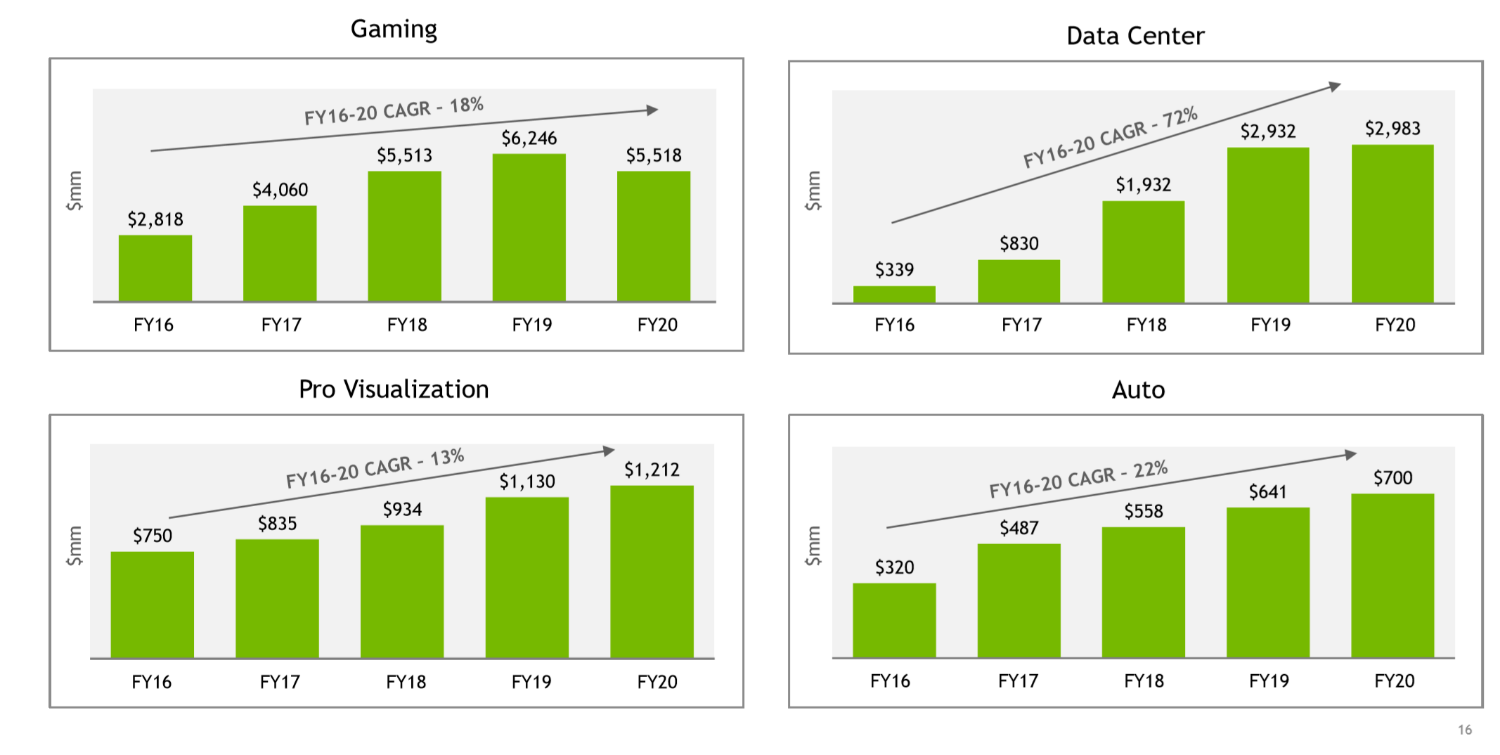 Gaming
$mm
FY16-20 CAGR – 18%
$2,818
$4,060
$5,513
$6,246
$5,518
FY16 FY17 FY18 FY19 FY20
Data Center
$mm
FY16-20 CAGR – 72%
$339
$830
$1,932
$2,932
$2,983
FY16 FY17 FY18 FY19 FY20
Pro Visualization
$mm
FY16-20 CAGR – 13%
$750
$835
$934
$1,130
$1,212
FY16 FY17 FY18 FY19 FY20
Auto
$mm
FY16-20 CAGR – 22%
$320
$487
$558
$641
$700
FY16 FY17 FY18 FY19 FY20
16